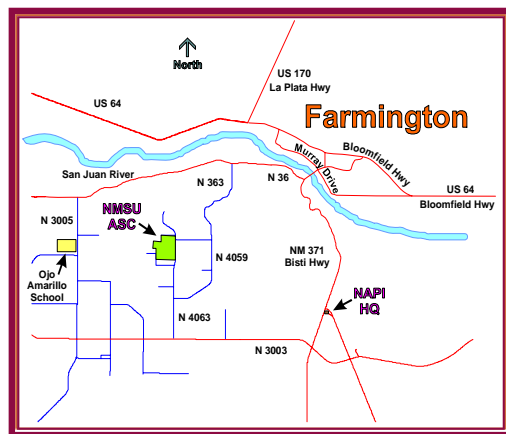 North
US 170
La Plata Hwy
US 64
Farmington
San Juan River
N 363
N 36
Murray Drive
Bloomfield Hwy
US 64
Bloomfield Hwy
N 3005
NMSU
ASC
N 4059
NM 371
Bisti Hwy
Ojo
Amarillo
School
NAPI
HQ
N 4063
N 3003